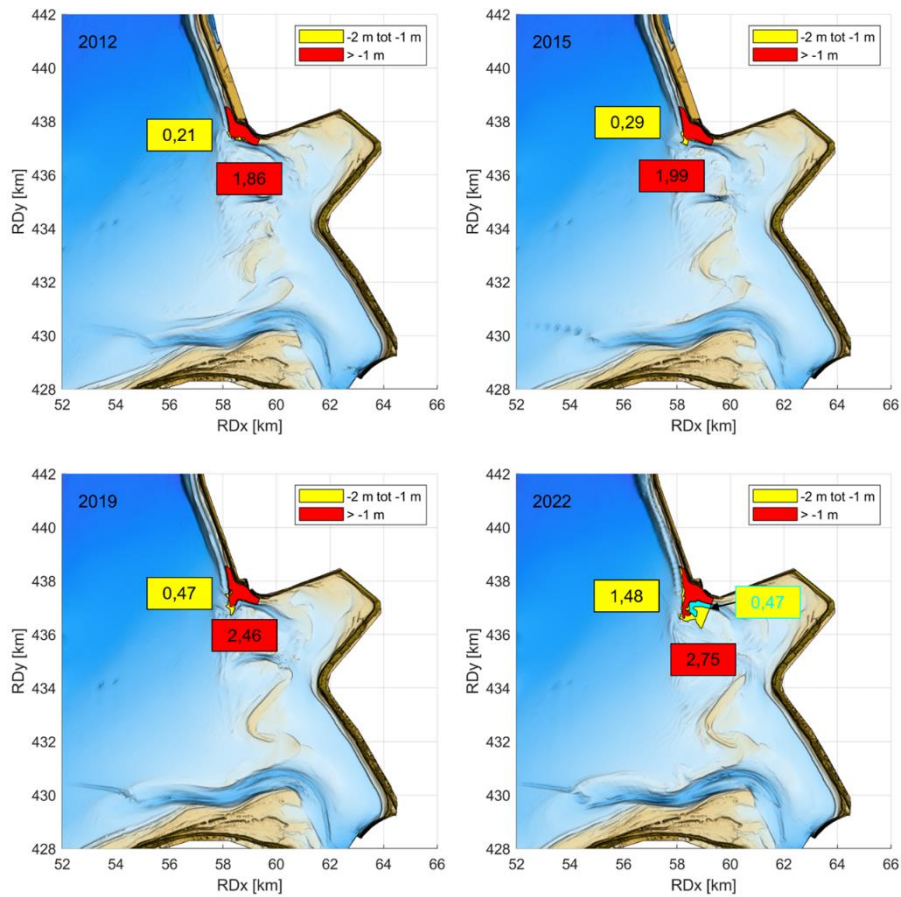 442
440
438
436
434
432
430
428
RDy [km]
2012
-2 m tot -1 m
> -1 m
0,21
1,86
52 54 56 58 60 62 64 66
RDx [km]
442
440
438
436
434
432
430
428
RDy [km]
2015
-2 m tot -1 m
> -1 m
0,29
1,99
52 54 56 58 60 62 64 66
RDx [km]
442
440
438
436
434
432
430
428
RDy [km]
2019
-2 m tot -1 m
> -1 m
0,47
2,46
52 54 56 58 60 62 64 66
RDx [km]
442
440
438
436
434
432
430
428
RDy [km]
2022
-2 m tot -1 m
> -1 m
1,48
0,47
2,75
52 54 56 58 60 62 64 66
RDx [km]